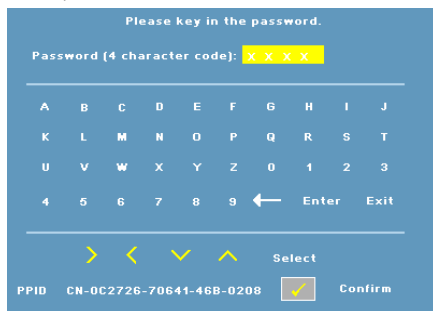 Please key in the password.
Password (4 character code): x x x x
A B C D E F G H I J
K L M N O P Q R S T
U V W X Y Z 0 1 2 3
4 5 6 7 8 9 ← Enter Exit
> < ∨ ∧ Select
PPID CN-0C2726-70641-46B-0208 ✓ Confirm